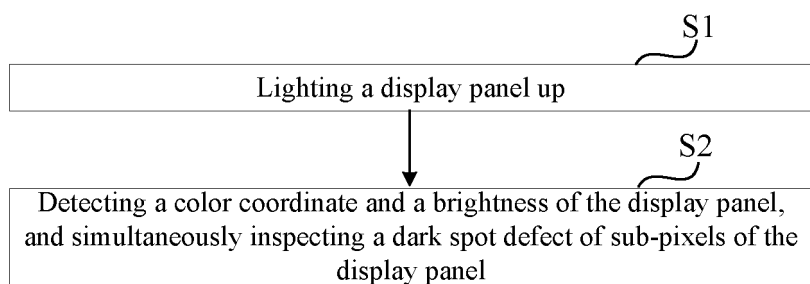 S1
Lighting a display panel up
S2
Detecting a color coordinate and a brightness of the display panel,
and simultaneously inspecting a dark spot defect of sub-pixels of the
display panel